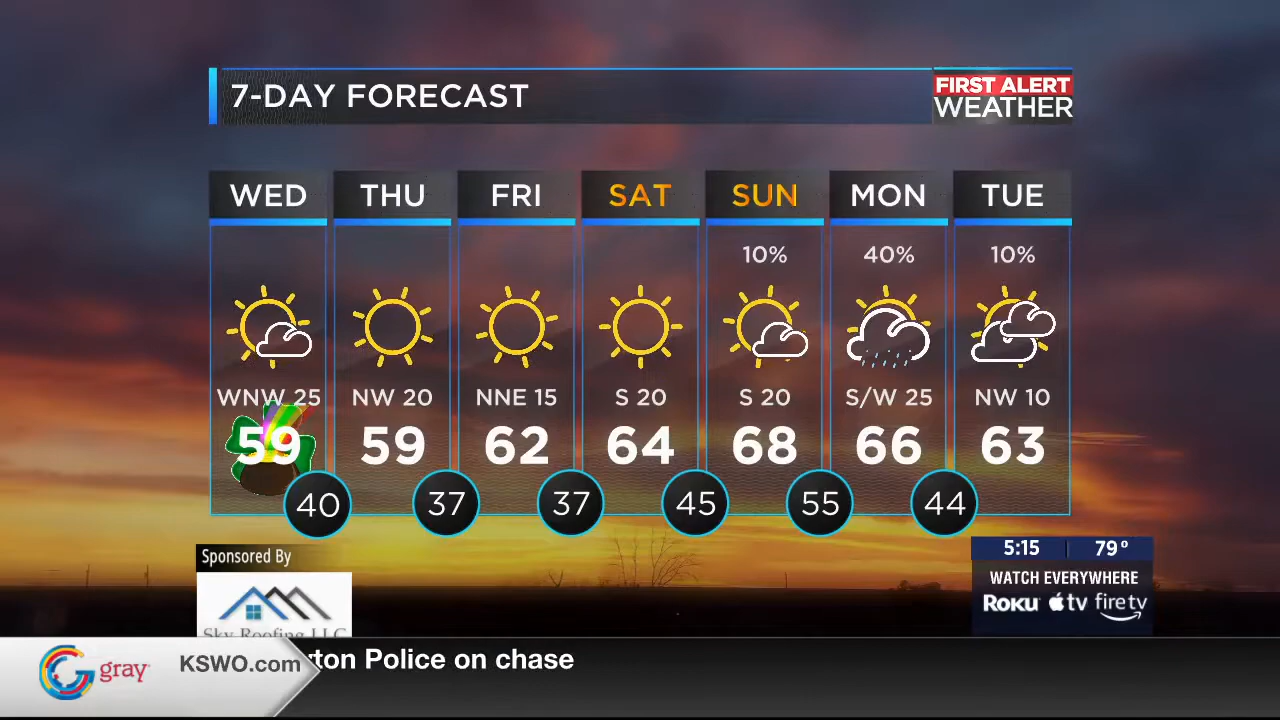 7-DAY FORECAST
FIRST ALERT
WEATHER
WED THU FRI SAT SUN MON TUE
10% 40% 10%
WNW 25 NW 20 NNE 15 S 20 S 20 S/W 25 NW 10
59 59 62 64 68 66 63
40 37 37 45 55 44
Sponsored By
Sky Roofing LLC
5:15 79°
WATCH EVERYWHERE
ROKU tv fire tv
gray KSWO.com ton Police on chase